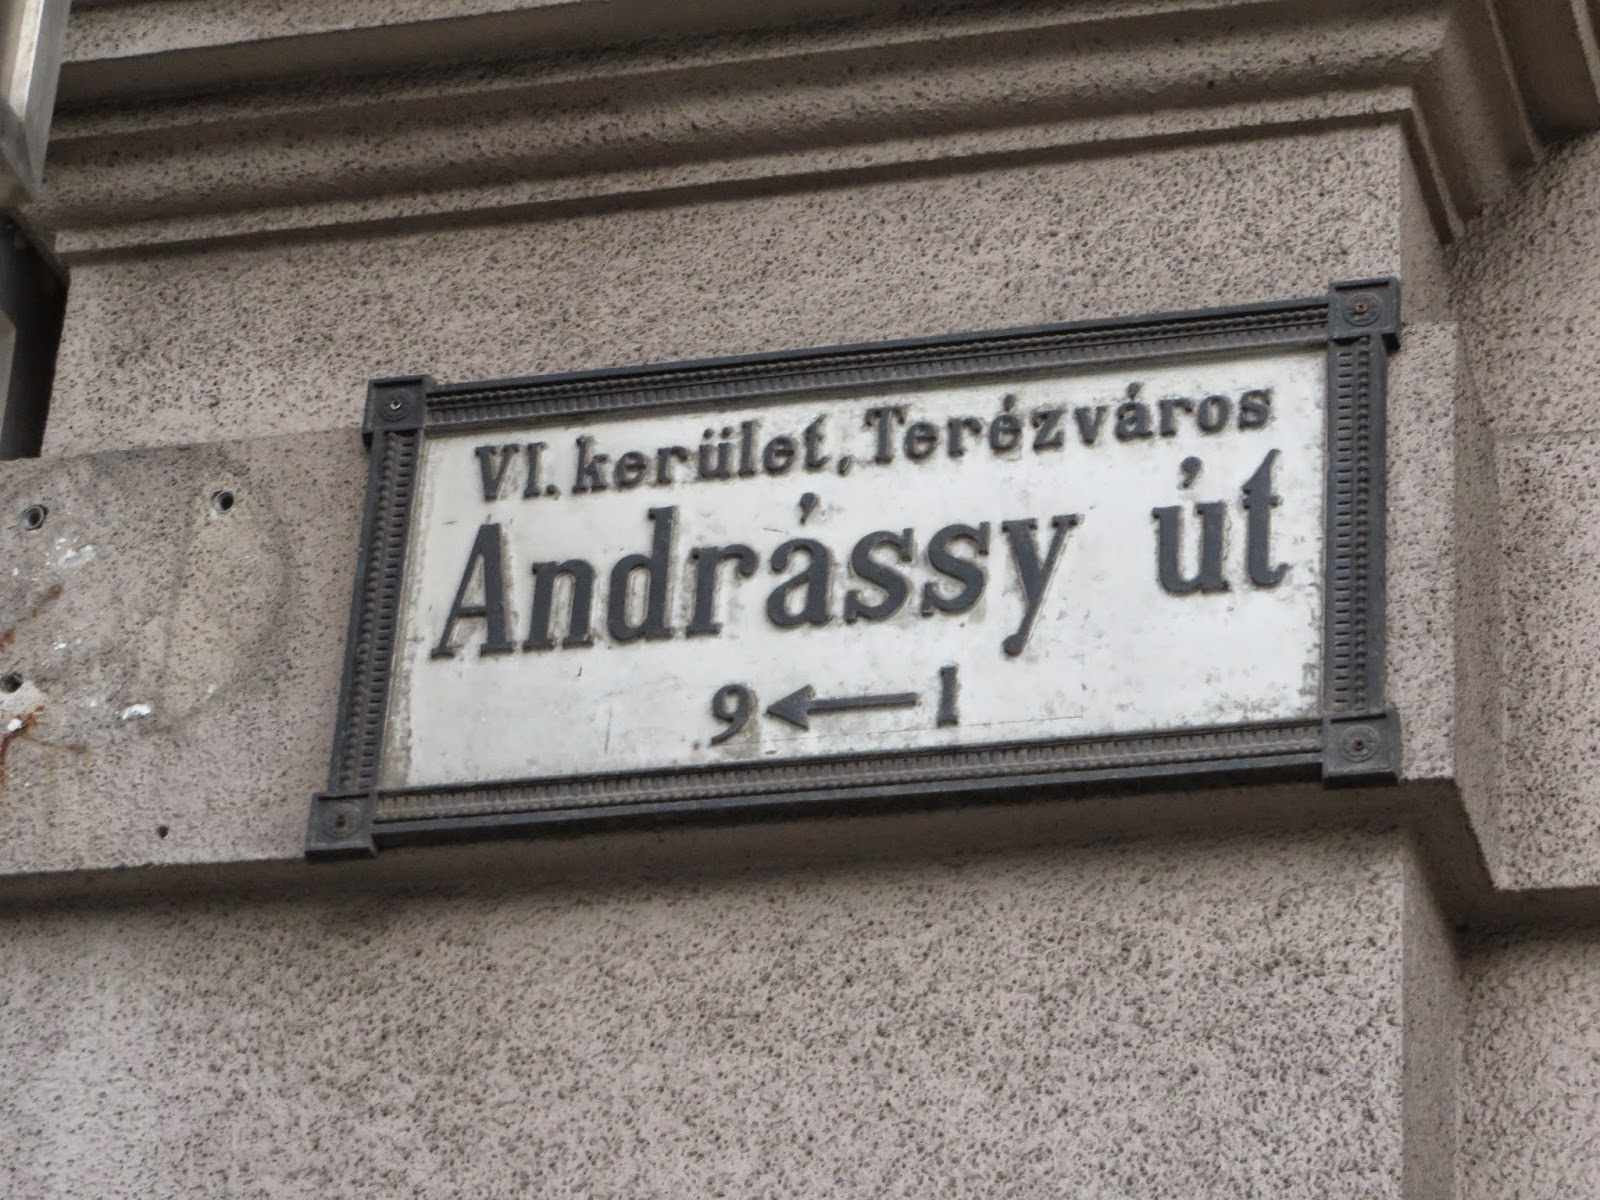 VI. kerület, Terézváros
Andrássy út
9 ← 1